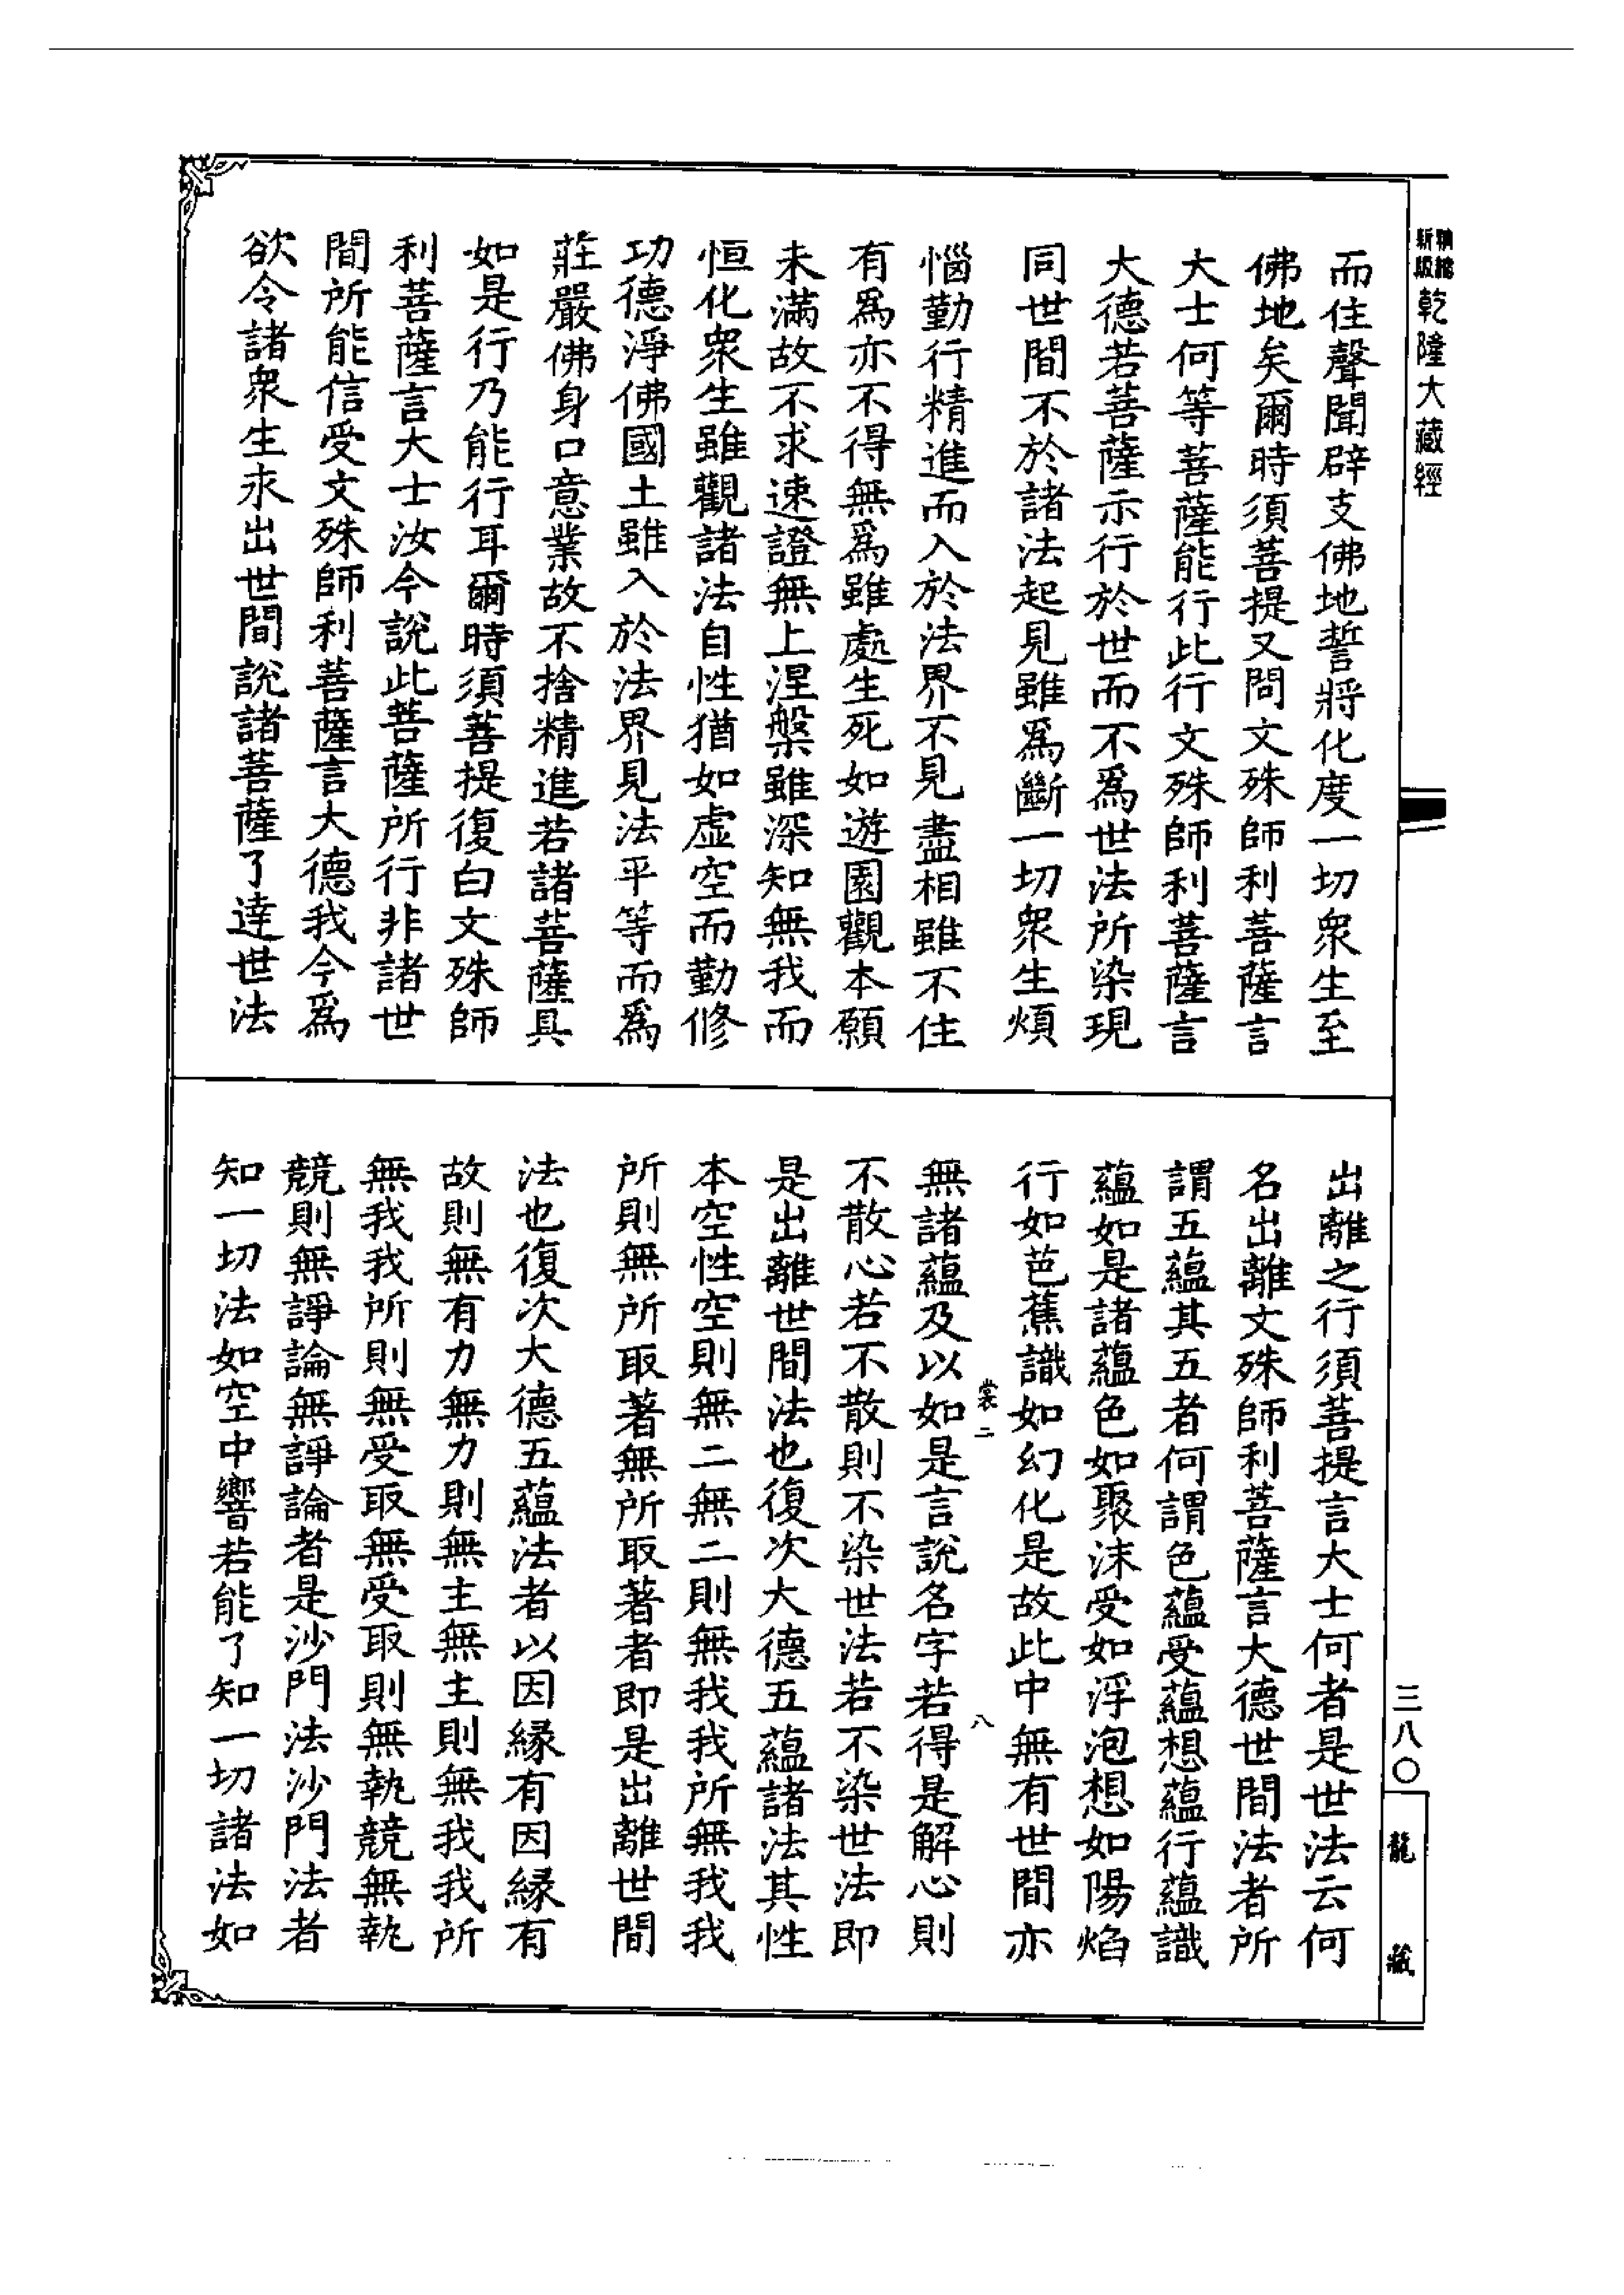 新版
精縮
乾隆大藏經
而住聲聞辟支佛地誓將化度一切衆生至
佛地矣爾時須菩提又問文殊師利菩薩言
大士何等菩薩能行此行文殊師利菩薩言
大德若菩薩示行於世而不爲世法所染現
同世間不於諸法起見雖爲斷一切衆生煩
惱勤行精進而入於法界不見盡相雖不住
有爲亦不得無爲雖處生死如遊園觀本願
未滿故不求速證無上涅槃雖深知無我而
恒化衆生雖觀諸法自性猶如虛空而勤修
功德淨佛國土雖入於法界見法平等而爲
莊嚴佛身口意業故不捨精進若諸菩薩具
如是行乃能行耳爾時須菩提復白文殊師
利菩薩言大士汝今說此菩薩所行非諸世
間所能信受文殊師利菩薩言大德我今爲
欲令諸衆生永出世間說諸菩薩了達世法
出離之行須菩提言大士何者是世法云何
名出離文殊師利菩薩言大德世間法者所
謂五蘊其五者何謂色蘊受蘊想蘊行蘊識
蘊如是諸蘊色如聚沫受如浮泡想如陽焰
行如芭蕉識如幻化是故此中無有世間亦
裳二
八
無諸蘊及以如是言說名字若得是解心則
不散心若不散則不染世法若不染世法即
是出離世間法也復次大德五蘊諸法其性
本空性空則無二無二則無我我所無我我
所則無所取著無所取著者即是出離世間
法也復次大德五蘊法者以因緣有因緣有
故則無有力無力則無主無主則無我我所
無我我所則無受取無受取則無執競無執
競則無諍論無諍論者是沙門法沙門法者
知一切法如空中響若能了知一切諸法如
三八〇
龍藏